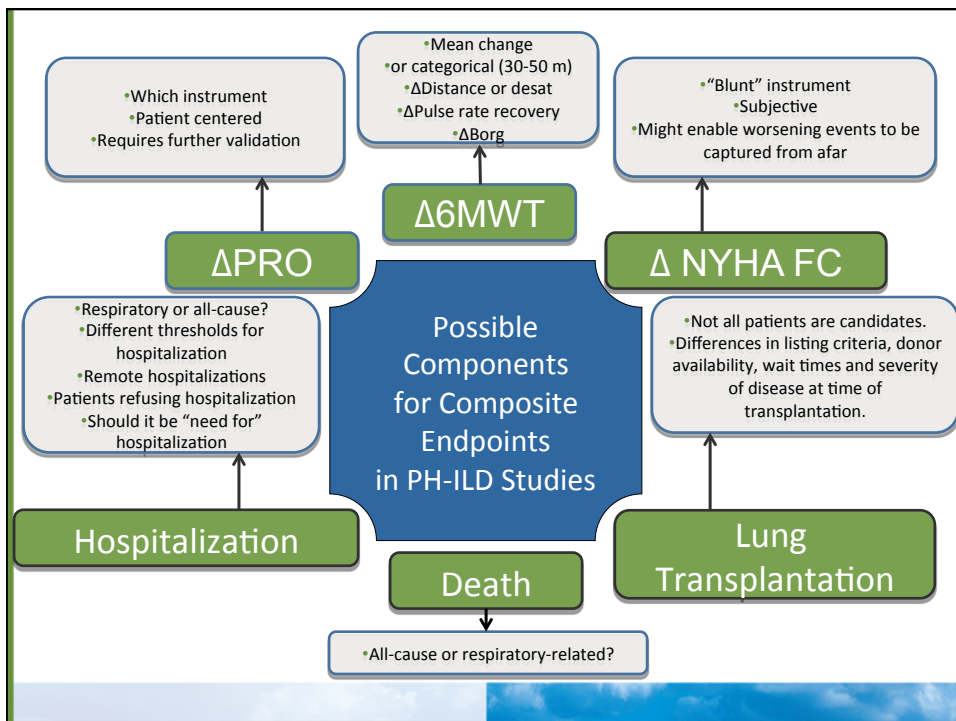 •Mean change
or categorical (30-50 m)
•ΔDistance or desat
•ΔPulse rate recovery
•ΔBorg
•Which instrument
•Patient centered
•Requires further validation
•“Blunt” instrument
•Subjective
•Might enable worsening events to be
captured from afar
Δ6MWT
ΔPRO
Δ NYHA FC
•Respiratory or all-cause?
•Different thresholds for
hospitalization
•Remote hospitalizations
•Patients refusing hospitalization
•Should it be “need for”
hospitalization
Possible
Components
for Composite
Endpoints
in PH-ILD Studies
•Not all patients are candidates.
•Differences in listing criteria, donor
availability, wait times and severity
of disease at time of
transplantation.
Hospitalization
Lung
Transplantation
Death
•All-cause or respiratory-related?